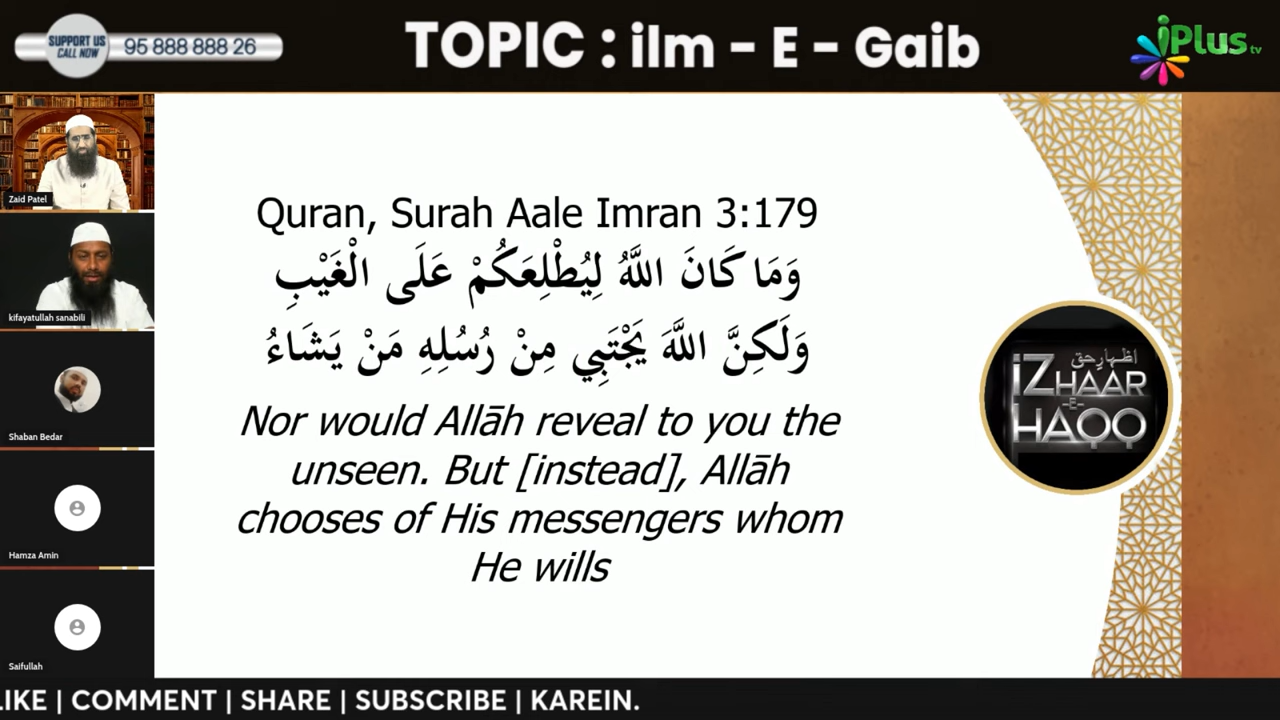 SUPPORT US
CALL NOW
95 888 888 26
TOPIC : ilm - E - Gaib
iPlus tv
Zaid Patel
kifayatullah sanabili
Shaban Bedar
Hamza Amin
Saifullah
Quran, Surah Aale Imran 3:179
وَمَا كَانَ اللَّهُ لِيُطْلِعَكُمْ عَلَى الْغَيْبِ
وَلَكِنَّ اللَّهَ يَجْتَبِي مِنْ رُسُلِهِ مَنْ يَشَاءُ
Nor would Allāh reveal to you the
unseen. But [instead], Allāh
chooses of His messengers whom
He wills
اظہارِ حق
iZHAAR
-E-
HAQQ
LIKE | COMMENT | SHARE | SUBSCRIBE | KAREIN.